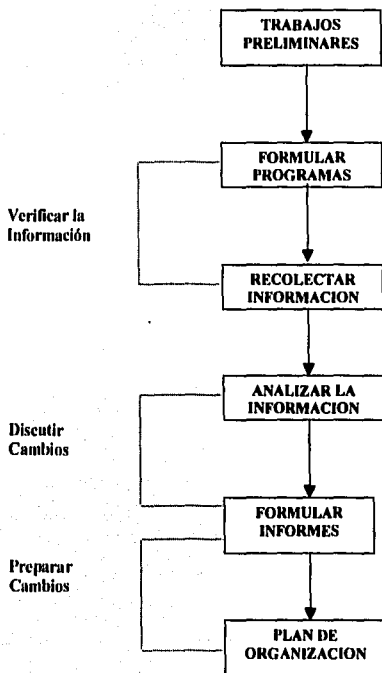 TRABAJOS
PRELIMINARES
FORMULAR
PROGRAMAS
Verificar la
Información
RECOLECTAR
INFORMACION
ANALIZAR LA
INFORMACION
Discutir
Cambios
FORMULAR
INFORMES
Preparar
Cambios
PLAN DE
ORGANIZACION